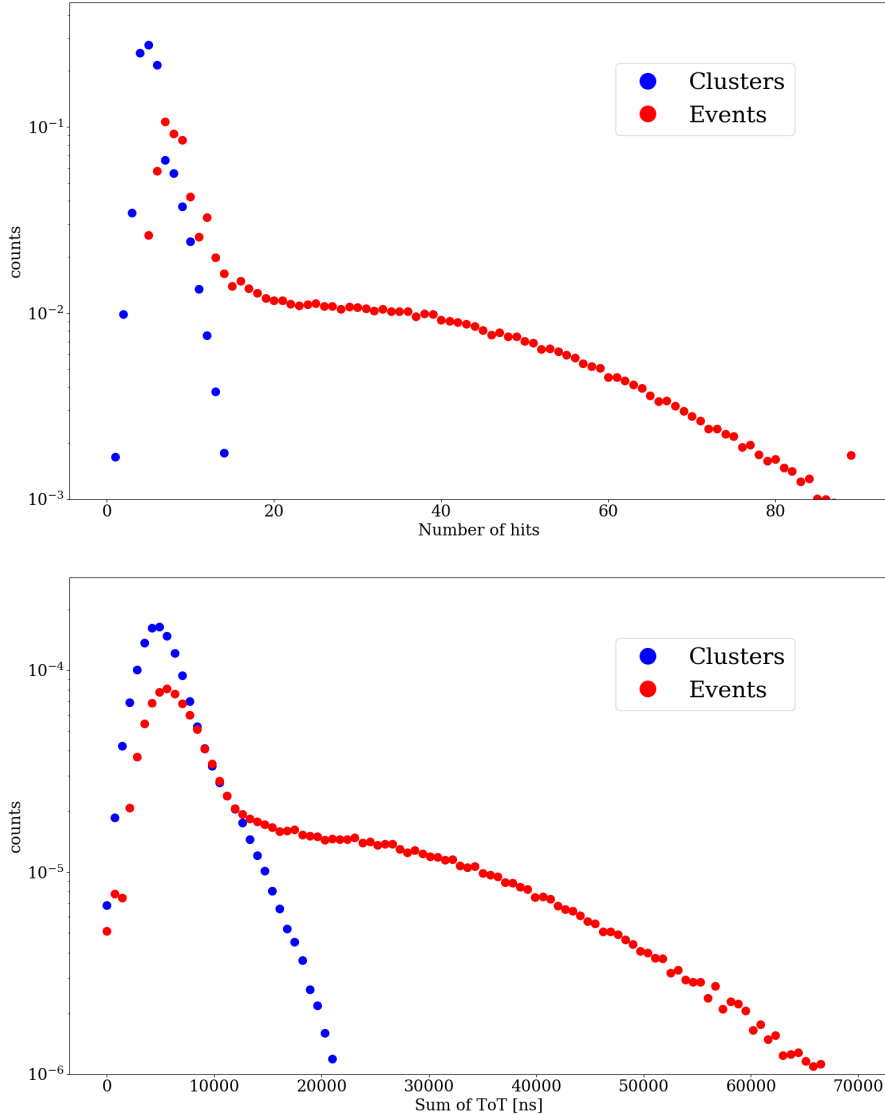 counts
10⁻¹
10⁻²
10⁻³
Clusters
Events
0 20 40 60 80
Number of hits
counts
10⁻⁴
10⁻⁵
10⁻⁶
Clusters
Events
0 10000 20000 30000 40000 50000 60000 70000
Sum of ToT [ns]